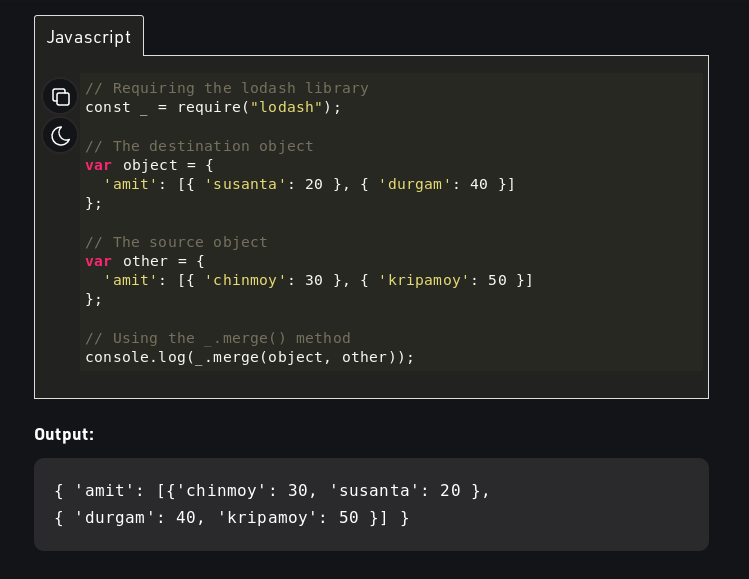 Javascript
// Requiring the lodash library
const _ = require("lodash");
// The destination object
var object = {
  'amit': [{ 'susanta': 20 }, { 'durgam': 40 }]
};
// The source object
var other = {
  'amit': [{ 'chinmoy': 30 }, { 'kripamoy': 50 }]
};
// Using the _.merge() method
console.log(_.merge(object, other));
Output:
{ 'amit': [{'chinmoy': 30, 'susanta': 20 },
{ 'durgam': 40, 'kripamoy': 50 }] }